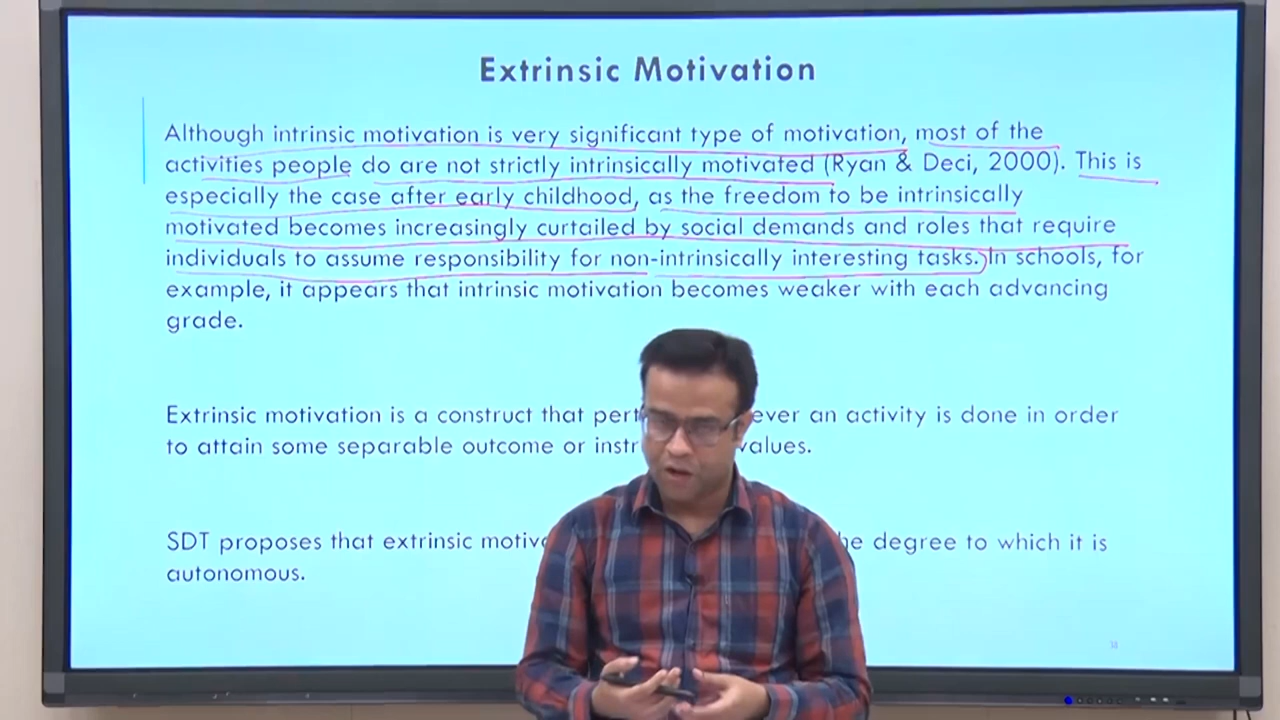 Extrinsic Motivation
Although intrinsic motivation is very significant type of motivation, most of the
activities people do are not strictly intrinsically motivated (Ryan & Deci, 2000). This is
especially the case after early childhood, as the freedom to be intrinsically
motivated becomes increasingly curtailed by social demands and roles that require
individuals to assume responsibility for non-intrinsically interesting tasks. In schools, for
example, it appears that intrinsic motivation becomes weaker with each advancing
grade.
Extrinsic motivation is a construct that ever an activity is done in order
to attain some separable outcome or values.
SDT proposes that extrinsic degree to which it is
autonomous.